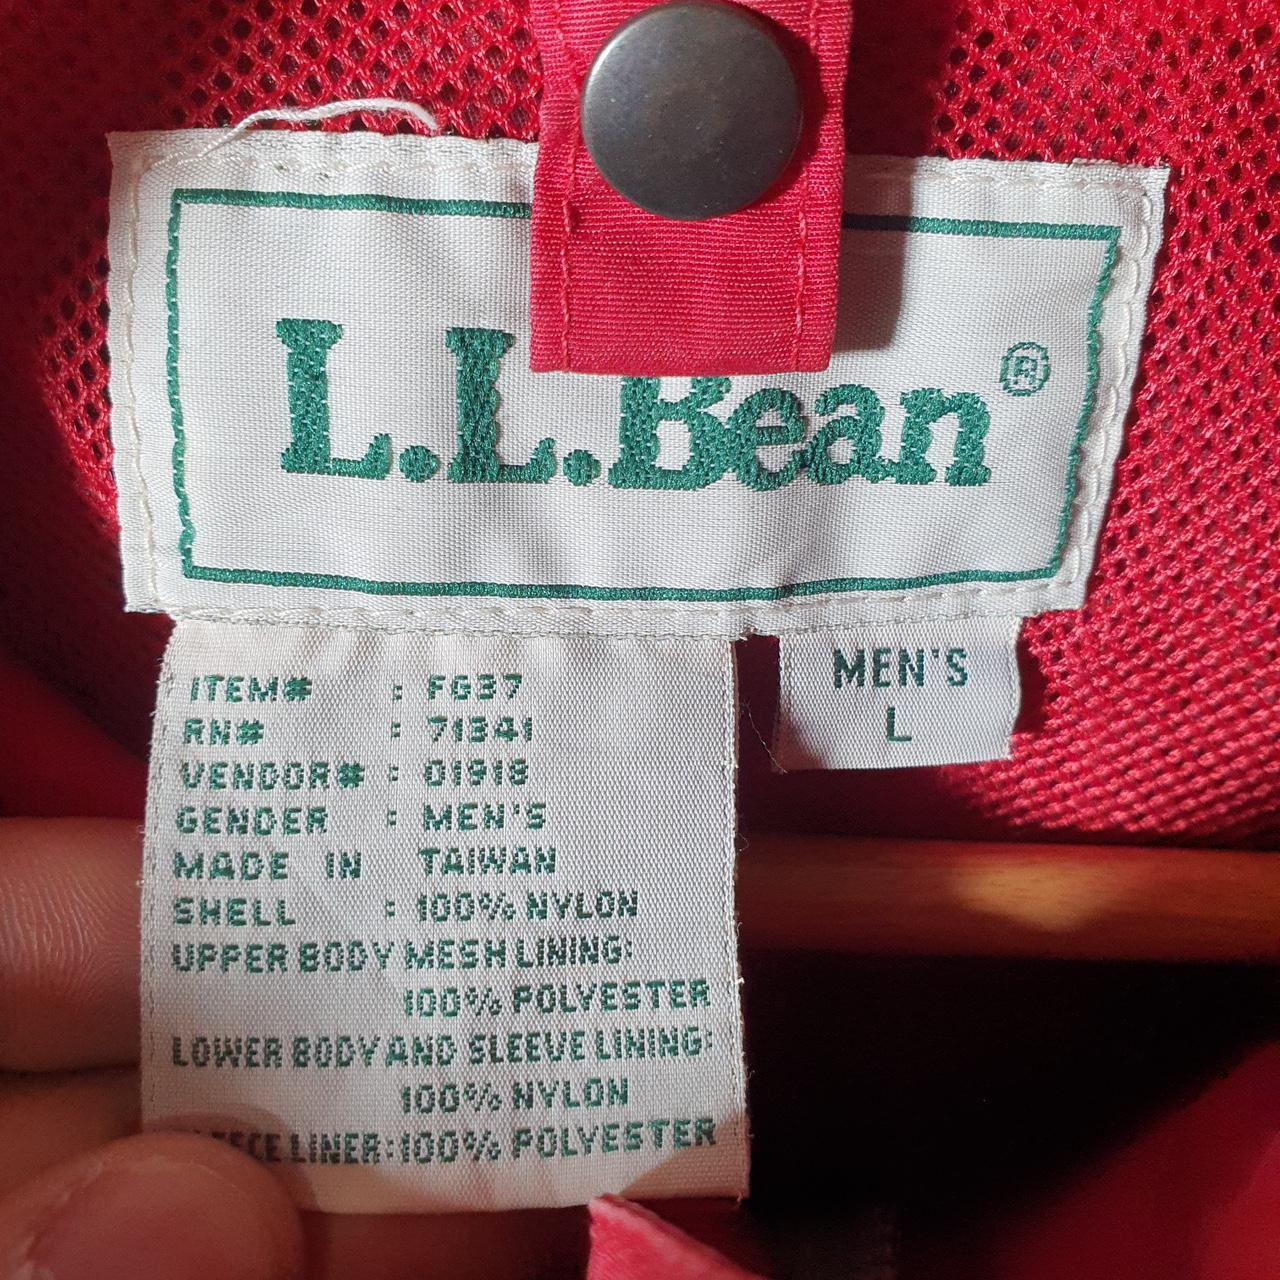 L.L.Bean®
MEN'S
L
ITEM# : FG37
RN# : 71341
VENDOR# : 01918
GENDER : MEN'S
MADE IN TAIWAN
SHELL : 100% NYLON
UPPER BODY MESH LINING:
100% POLYESTER
LOWER BODY AND SLEEVE LINING:
100% NYLON
LINER: 100% POLYESTER